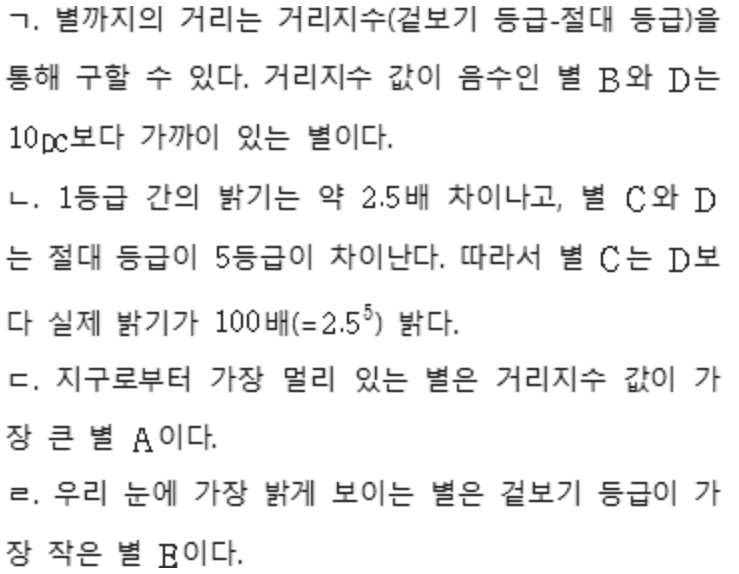 ㄱ. 별까지의 거리는 거리지수(겉보기 등급-절대 등급)을
통해 구할 수 있다. 거리지수 값이 음수인 별 B와 D는
10pc보다 가까이 있는 별이다.
ㄴ. 1등급 간의 밝기는 약 2.5배 차이나고, 별 C와 D
는 절대 등급이 5등급이 차이난다. 따라서 별 C는 D보
다 실제 밝기가 100배(=2.5⁵) 밝다.
ㄷ. 지구로부터 가장 멀리 있는 별은 거리지수 값이 가
장 큰 별 A이다.
ㄹ. 우리 눈에 가장 밝게 보이는 별은 겉보기 등급이 가
장 작은 별 E이다.